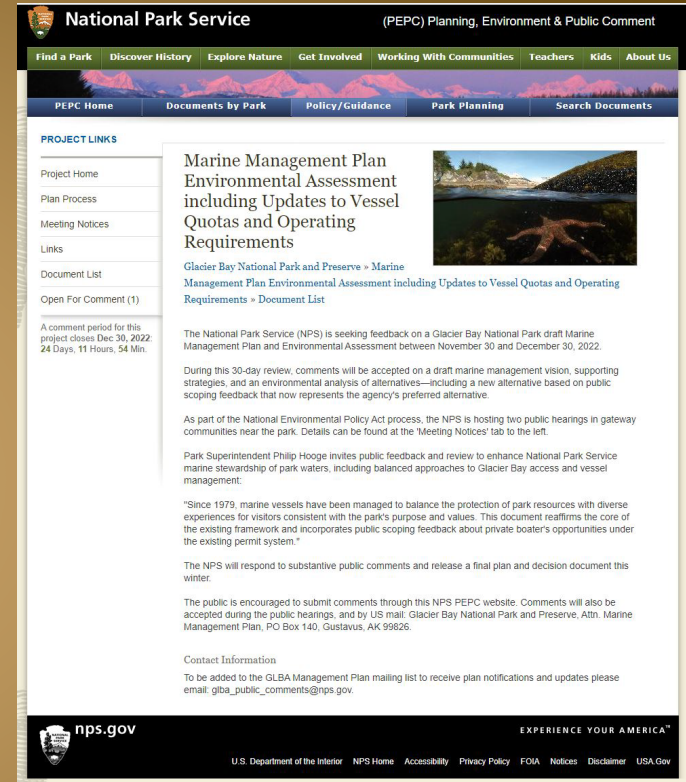 National Park Service
(PEPC) Planning, Environment & Public Comment
Find a Park Discover History Explore Nature Get Involved Working With Communities Teachers Kids About Us
PEPC Home Documents by Park Policy/Guidance Park Planning Search Documents
PROJECT LINKS
Project Home
Plan Process
Meeting Notices
Links
Document List
Open For Comment (1)
A comment period for this
project closes Dec 30, 2022:
24 Days, 11 Hours, 54 Min.
Marine Management Plan
Environmental Assessment
including Updates to Vessel
Quotas and Operating
Requirements
Glacier Bay National Park and Preserve » Marine
Management Plan Environmental Assessment including Updates to Vessel Quotas and Operating
Requirements » Document List
The National Park Service (NPS) is seeking feedback on a Glacier Bay National Park draft Marine
Management Plan and Environmental Assessment between November 30 and December 30, 2022.
During this 30-day review, comments will be accepted on a draft marine management vision, supporting
strategies, and an environmental analysis of alternatives—including a new alternative based on public
scoping feedback that now represents the agency's preferred alternative.
As part of the National Environmental Policy Act process, the NPS is hosting two public hearings in gateway
communities near the park. Details can be found at the 'Meeting Notices' tab to the left.
Park Superintendent Philip Hooge invites public feedback and review to enhance National Park Service
marine stewardship of park waters, including balanced approaches to Glacier Bay access and vessel
management:
"Since 1979, marine vessels have been managed to balance the protection of park resources with diverse
experiences for visitors consistent with the park's purpose and values. This document reaffirms the core of
the existing framework and incorporates public scoping feedback about private boater's opportunities under
the existing permit system."
The NPS will respond to substantive public comments and release a final plan and decision document this
winter.
The public is encouraged to submit comments through this NPS PEPC website. Comments will also be
accepted during the public hearings, and by US mail: Glacier Bay National Park and Preserve, Attn. Marine
Management Plan, PO Box 140, Gustavus, AK 99826.
Contact Information
To be added to the GLBA Management Plan mailing list to receive plan notifications and updates please
email: glba_public_comments@nps.gov.
nps.gov
EXPERIENCE YOUR AMERICA™
U.S. Department of the Interior NPS Home Accessibility Privacy Policy FOIA Notices Disclaimer USA.Gov